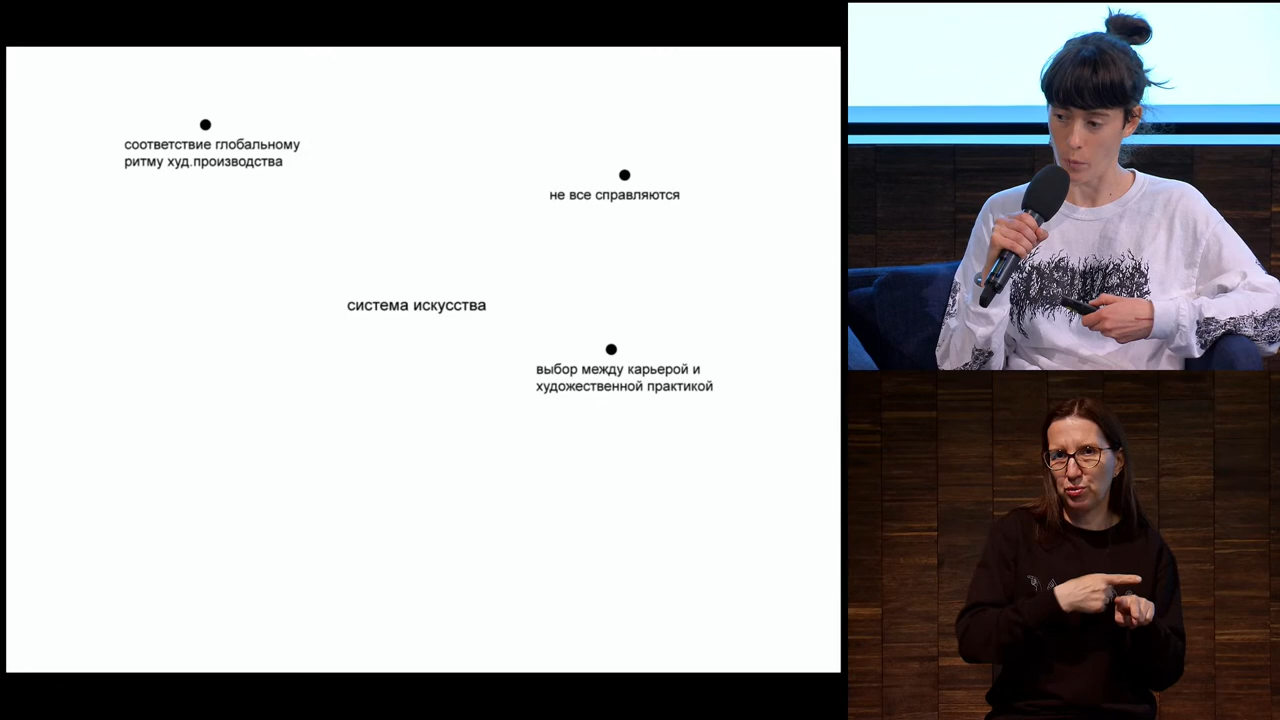 соответствие глобальному
ритму худ.производства
не все справляются
система искусства
выбор между карьерой и
художественной практикой